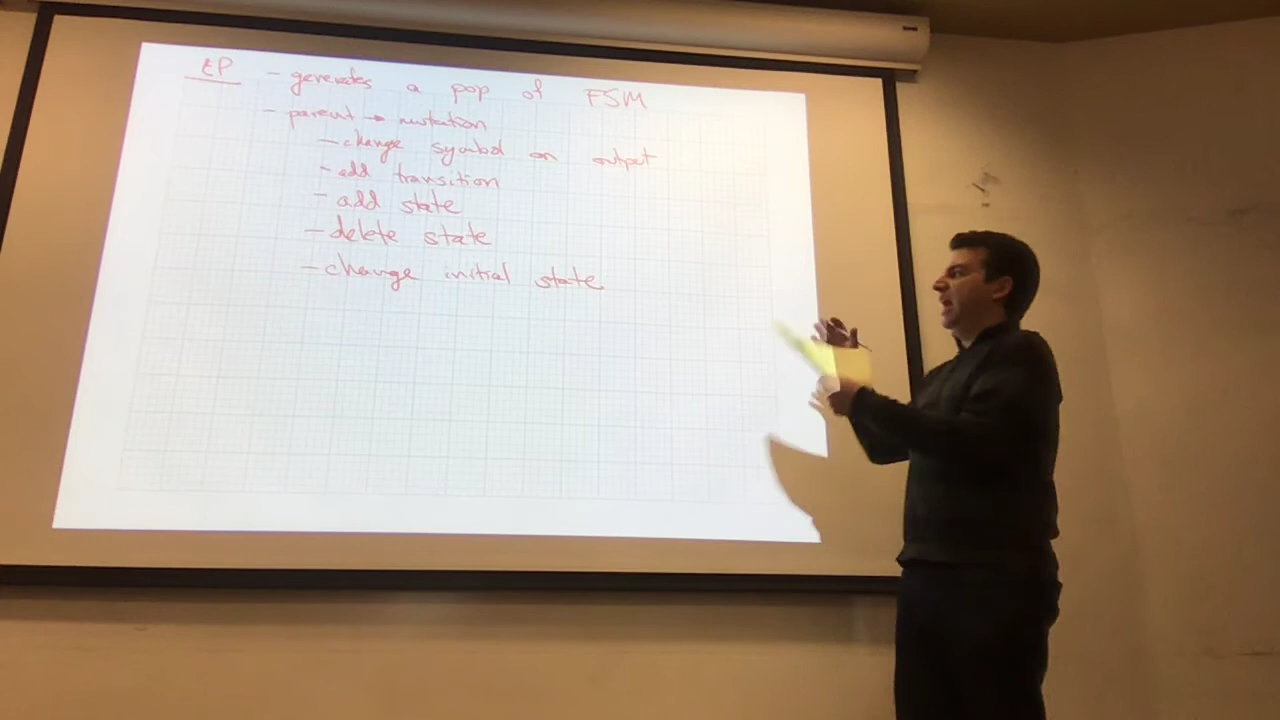 EP - generates a pop of FSM
- parent → mutation
- change symbol on output
- add transition
- add state
- delete state
- change initial state